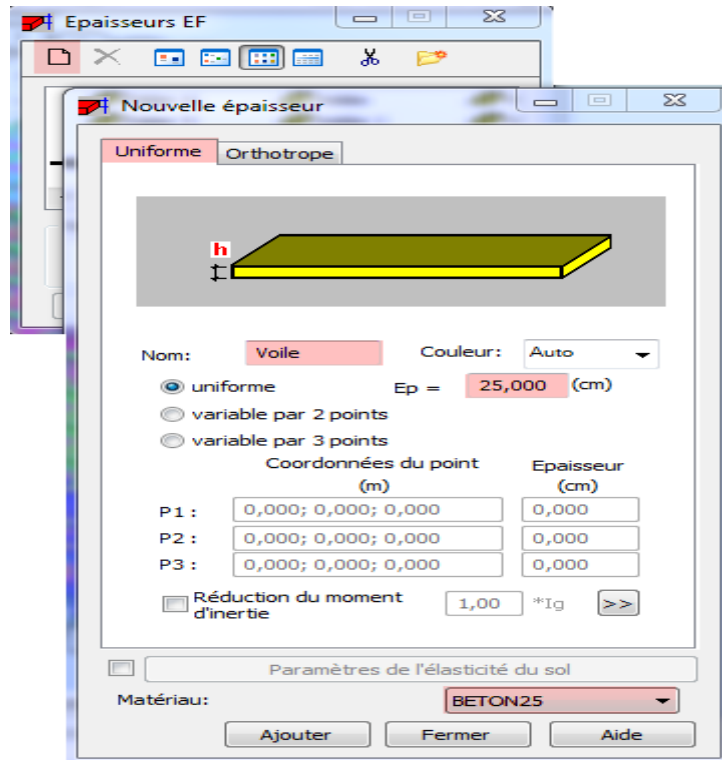 Epaisseurs EF
Nouvelle épaisseur
Uniforme Orthotrope
h
Nom: Voile Couleur: Auto
uniforme Ep = 25,000 (cm)
variable par 2 points
variable par 3 points
Coordonnées du point Epaisseur
(m) (cm)
P1 : 0,000; 0,000; 0,000 0,000
P2 : 0,000; 0,000; 0,000 0,000
P3 : 0,000; 0,000; 0,000 0,000
Réduction du moment
d'inertie 1,00 *Ig >>
Paramètres de l'élasticité du sol
Matériau: BETON25
Ajouter Fermer Aide